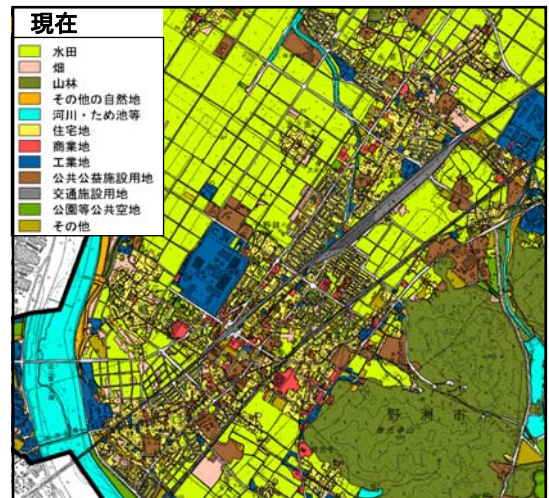 現在
水田
畑
山林
その他の自然地
河川・ため池等
住宅地
商業地
工業地
公共公益施設用地
交通施設用地
公園等公共空地
その他
野洲市